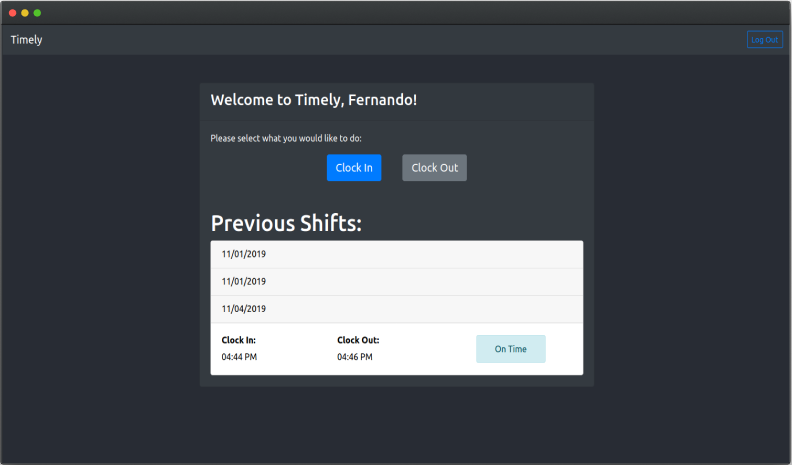 Timely
Log Out
Welcome to Timely, Fernando!
Please select what you would like to do:
Clock In Clock Out
Previous Shifts:
11/01/2019
11/01/2019
11/04/2019
Clock In: Clock Out:
04:44 PM 04:46 PM
On Time